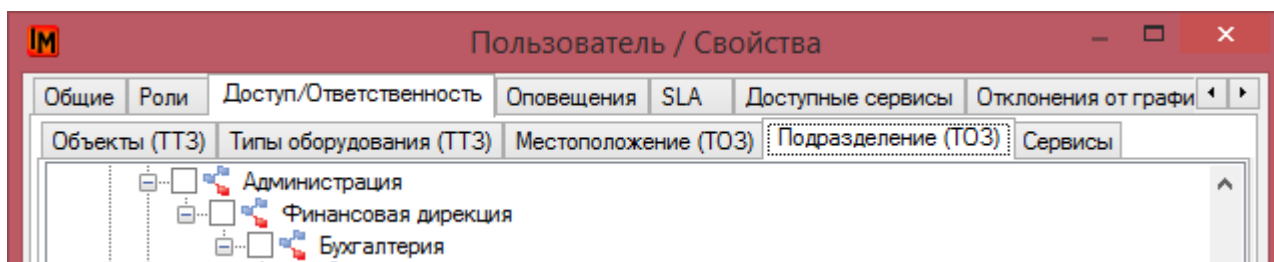 IM Пользователь / Свойства
Общие Роли Доступ/Ответственность Оповещения SLA Доступные сервисы Отклонения от графи
Объекты (ТТЗ) Типы оборудования (ТТЗ) Местоположение (ТОЗ) Подразделение (ТОЗ) Сервисы
Администрация
Финансовая дирекция
Бухгалтерия